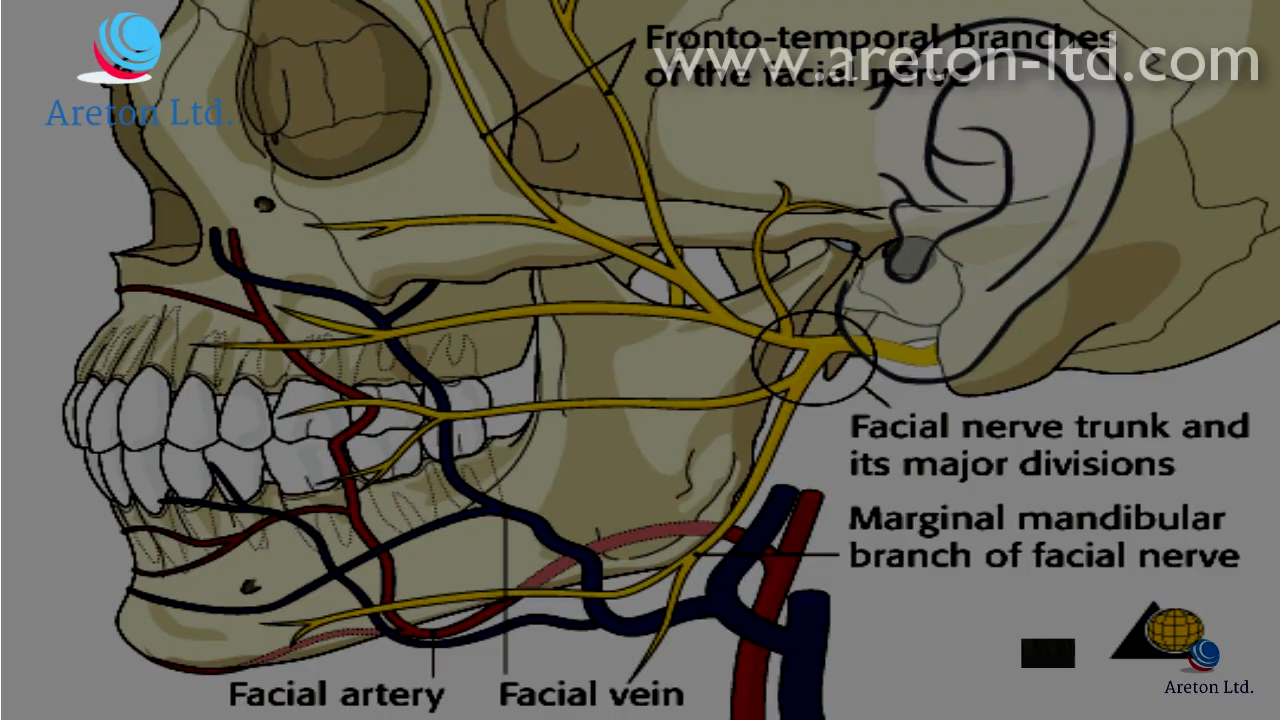 Areton Ltd.
www.areton-ltd.com
Fronto-temporal branches
of the facial nerve
Facial nerve trunk and
its major divisions
Marginal mandibular
branch of facial nerve
Facial artery
Facial vein
Areton Ltd.